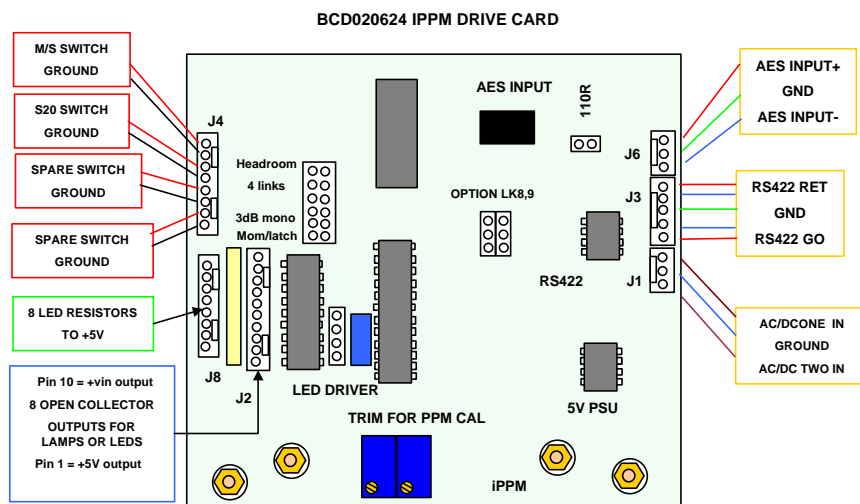 BCD020624 IPPM DRIVE CARD
M/S SWITCH
GROUND
S20 SWITCH
GROUND
SPARE SWITCH
GROUND
SPARE SWITCH
GROUND
8 LED RESISTORS
TO +5V
Pin 10 = +vin output
8 OPEN COLLECTOR
OUTPUTS FOR
LAMPS OR LEDS
Pin 1 = +5V output
J4
Headroom
4 links
3dB mono
Mom/latch
J8
J2
LED DRIVER
TRIM FOR PPM CAL
AES INPUT
110R
OPTION LK8,9
RS422
5V PSU
iPPM
J6
J3
J1
AES INPUT+
GND
AES INPUT-
RS422 RET
GND
RS422 GO
AC/DCONE IN
GROUND
AC/DC TWO IN